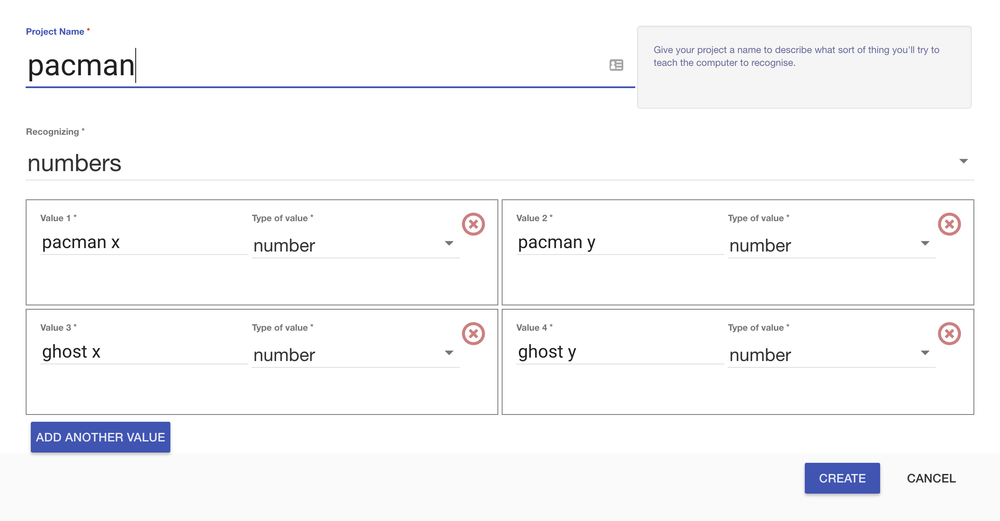 Project Name *
pacman
Give your project a name to describe what sort of thing you'll try to
teach the computer to recognise.
Recognizing *
numbers
Value 1 *
Type of value *
pacman x
number
Value 2 *
Type of value *
pacman y
number
Value 3 *
Type of value *
ghost x
number
Value 4 *
Type of value *
ghost y
number
ADD ANOTHER VALUE
CREATE
CANCEL